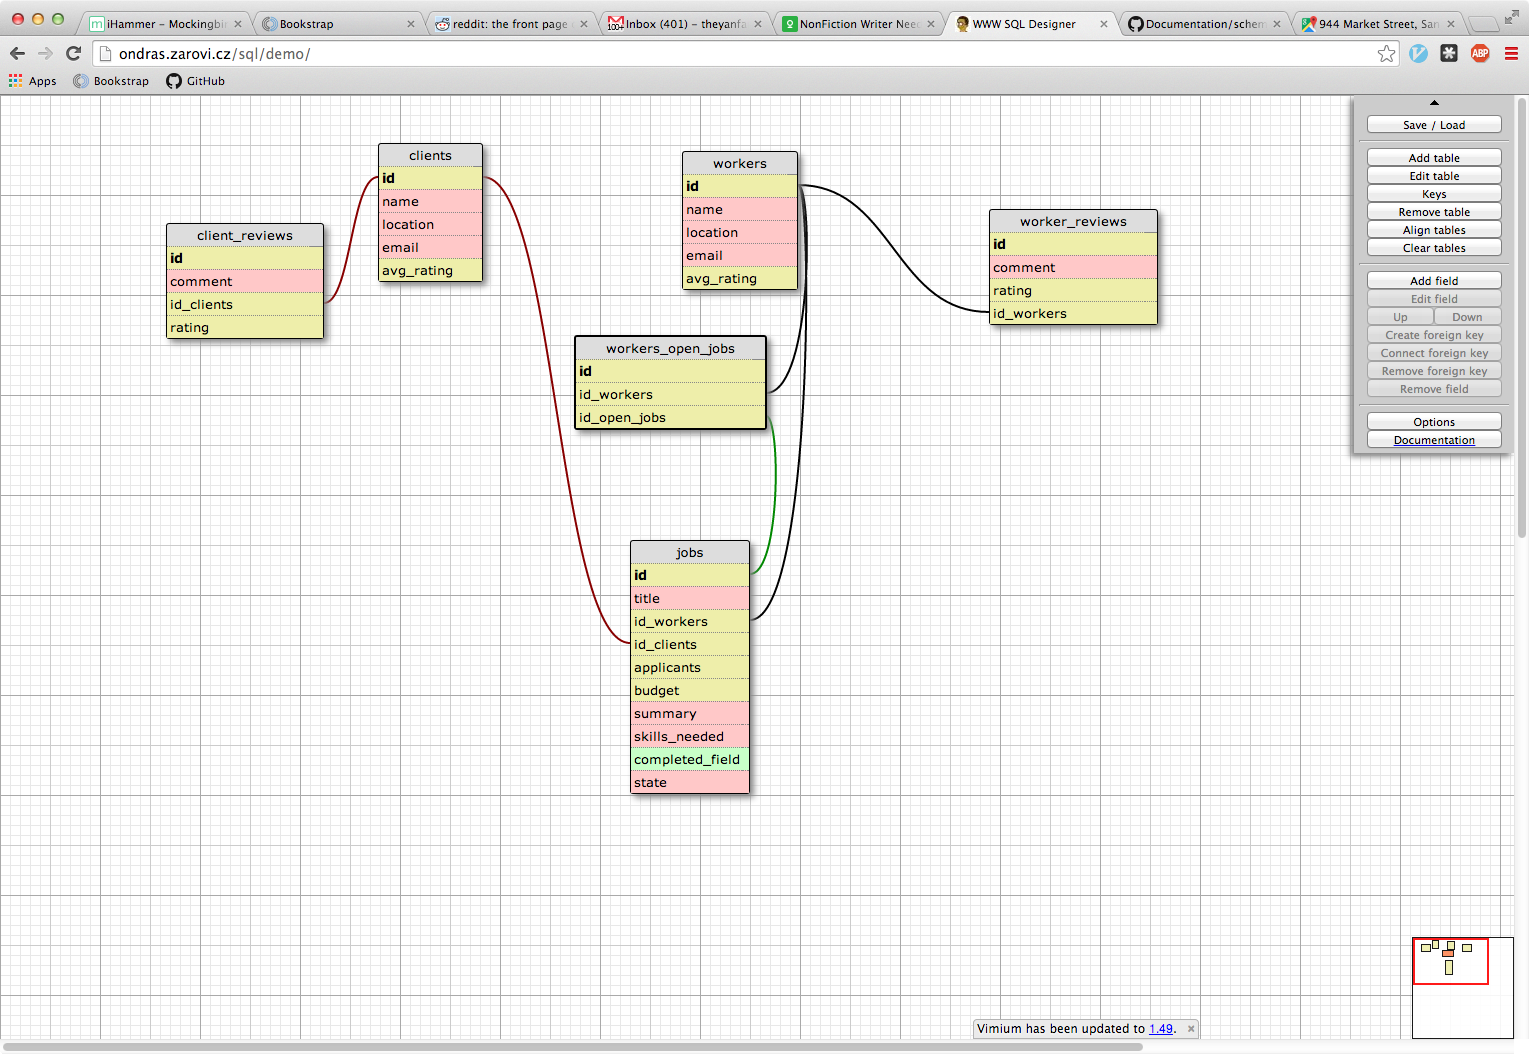 iHammer – Mockingbi
Bookstrap
reddit: the front page
Inbox (401) – theyanfa
NonFiction Writer Nee
WWW SQL Designer
Documentation/schem
944 Market Street, San
ondras.zarovi.cz/sql/demo/
ABP
Apps
Bookstrap
GitHub
clients
id
name
location
email
avg_rating
client_reviews
id
comment
id_clients
rating
workers
id
name
location
email
avg_rating
worker_reviews
id
comment
rating
id_workers
workers_open_jobs
id
id_workers
id_open_jobs
jobs
id
title
id_workers
id_clients
applicants
budget
summary
skills_needed
completed_field
state
Save / Load
Add table
Edit table
Keys
Remove table
Align tables
Clear tables
Add field
Edit field
Up Down
Create foreign key
Connect foreign key
Remove foreign key
Remove field
Options
Documentation
Vimium has been updated to 1.49.